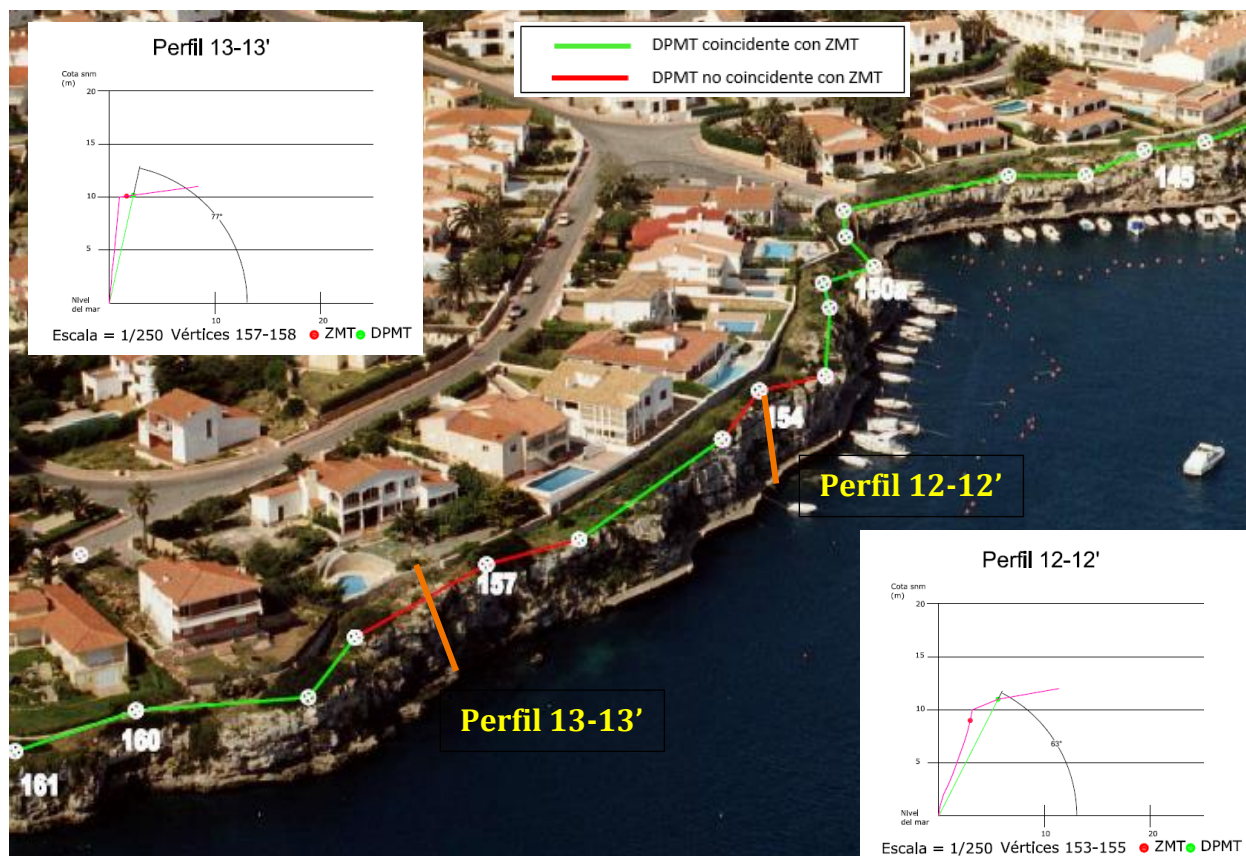 Perfil 13-13'
Cota snm
(m)
20
15
10
5
77°
Nivel
del mar
10
20
Escala = 1/250 Vértices 157-158 ZMT DPMT
DPMT coincidente con ZMT
DPMT no coincidente con ZMT
145
150a
154
Perfil 12-12’
157
Perfil 13-13’
160
161
Perfil 12-12'
Cota snm
(m)
20
15
10
5
63°
Nivel
del mar
10
20
Escala = 1/250 Vértices 153-155 ZMT DPMT